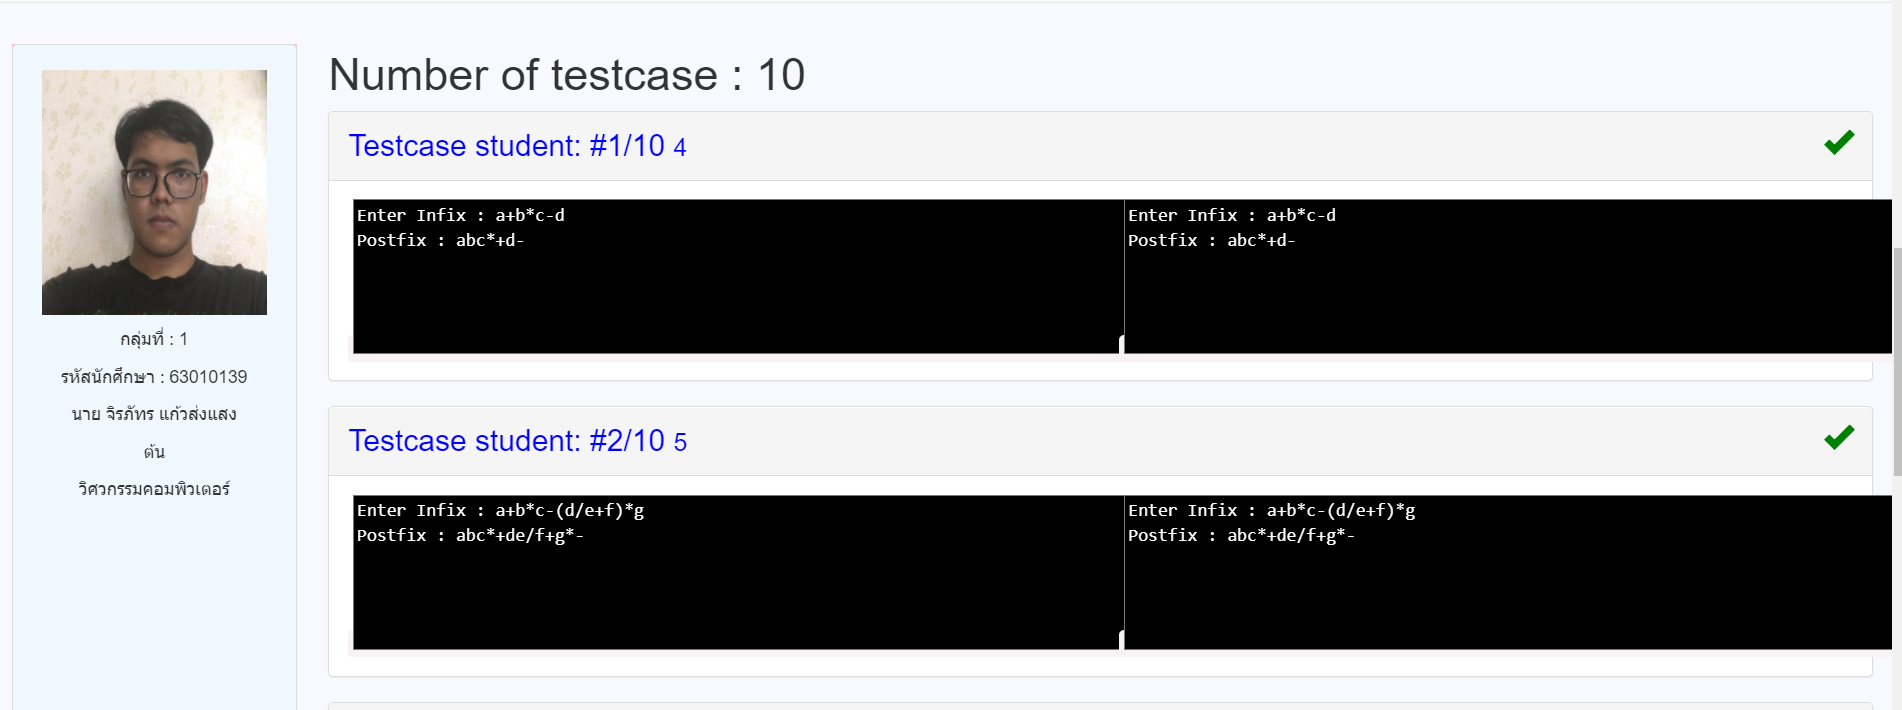 กลุ่มที่ : 1
รหัสนักศึกษา : 63010139
นาย จิรภัทร แก้วส่งแสง
ต้น
วิศวกรรมคอมพิวเตอร์
Number of testcase : 10
Testcase student: #1/10 4
Enter Infix : a+b*c-d
Postfix : abc*+d-
Enter Infix : a+b*c-d
Postfix : abc*+d-
Testcase student: #2/10 5
Enter Infix : a+b*c-(d/e+f)*g
Postfix : abc*+de/f+g*-
Enter Infix : a+b*c-(d/e+f)*g
Postfix : abc*+de/f+g*-